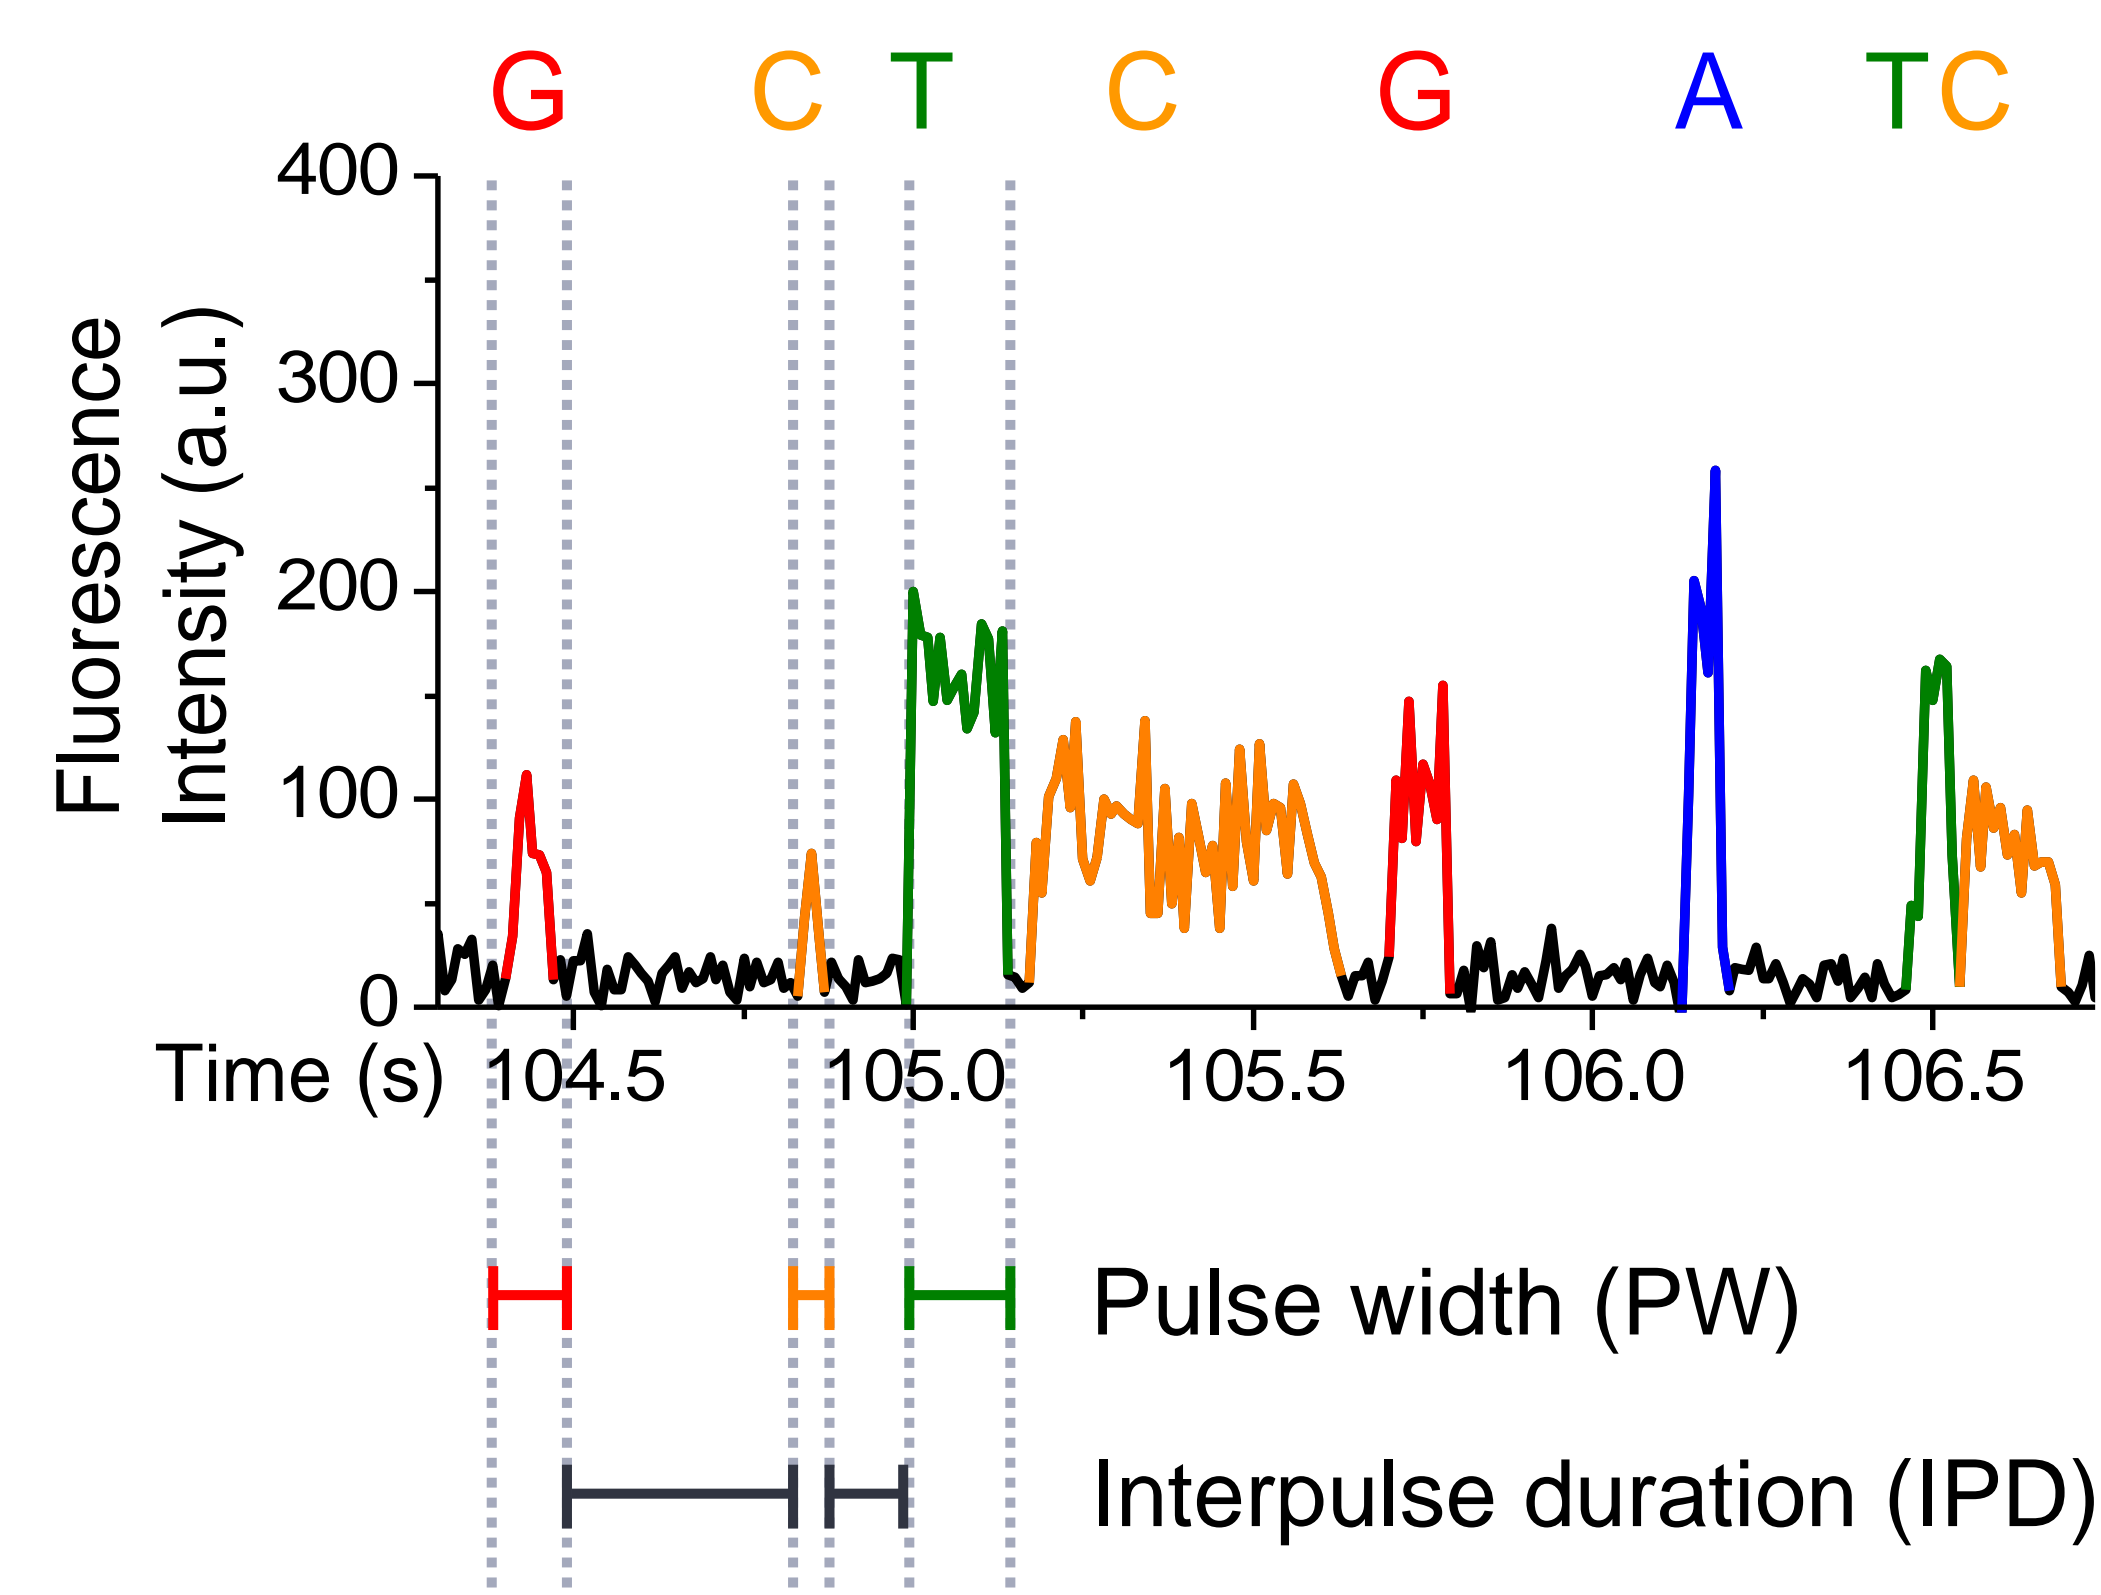 G C T C G A T C
400
300
200
100
0
Fluorescence
Intensity (a.u.)
Time (s) 104.5 105.0 105.5 106.0 106.5
Pulse width (PW)
Interpulse duration (IPD)